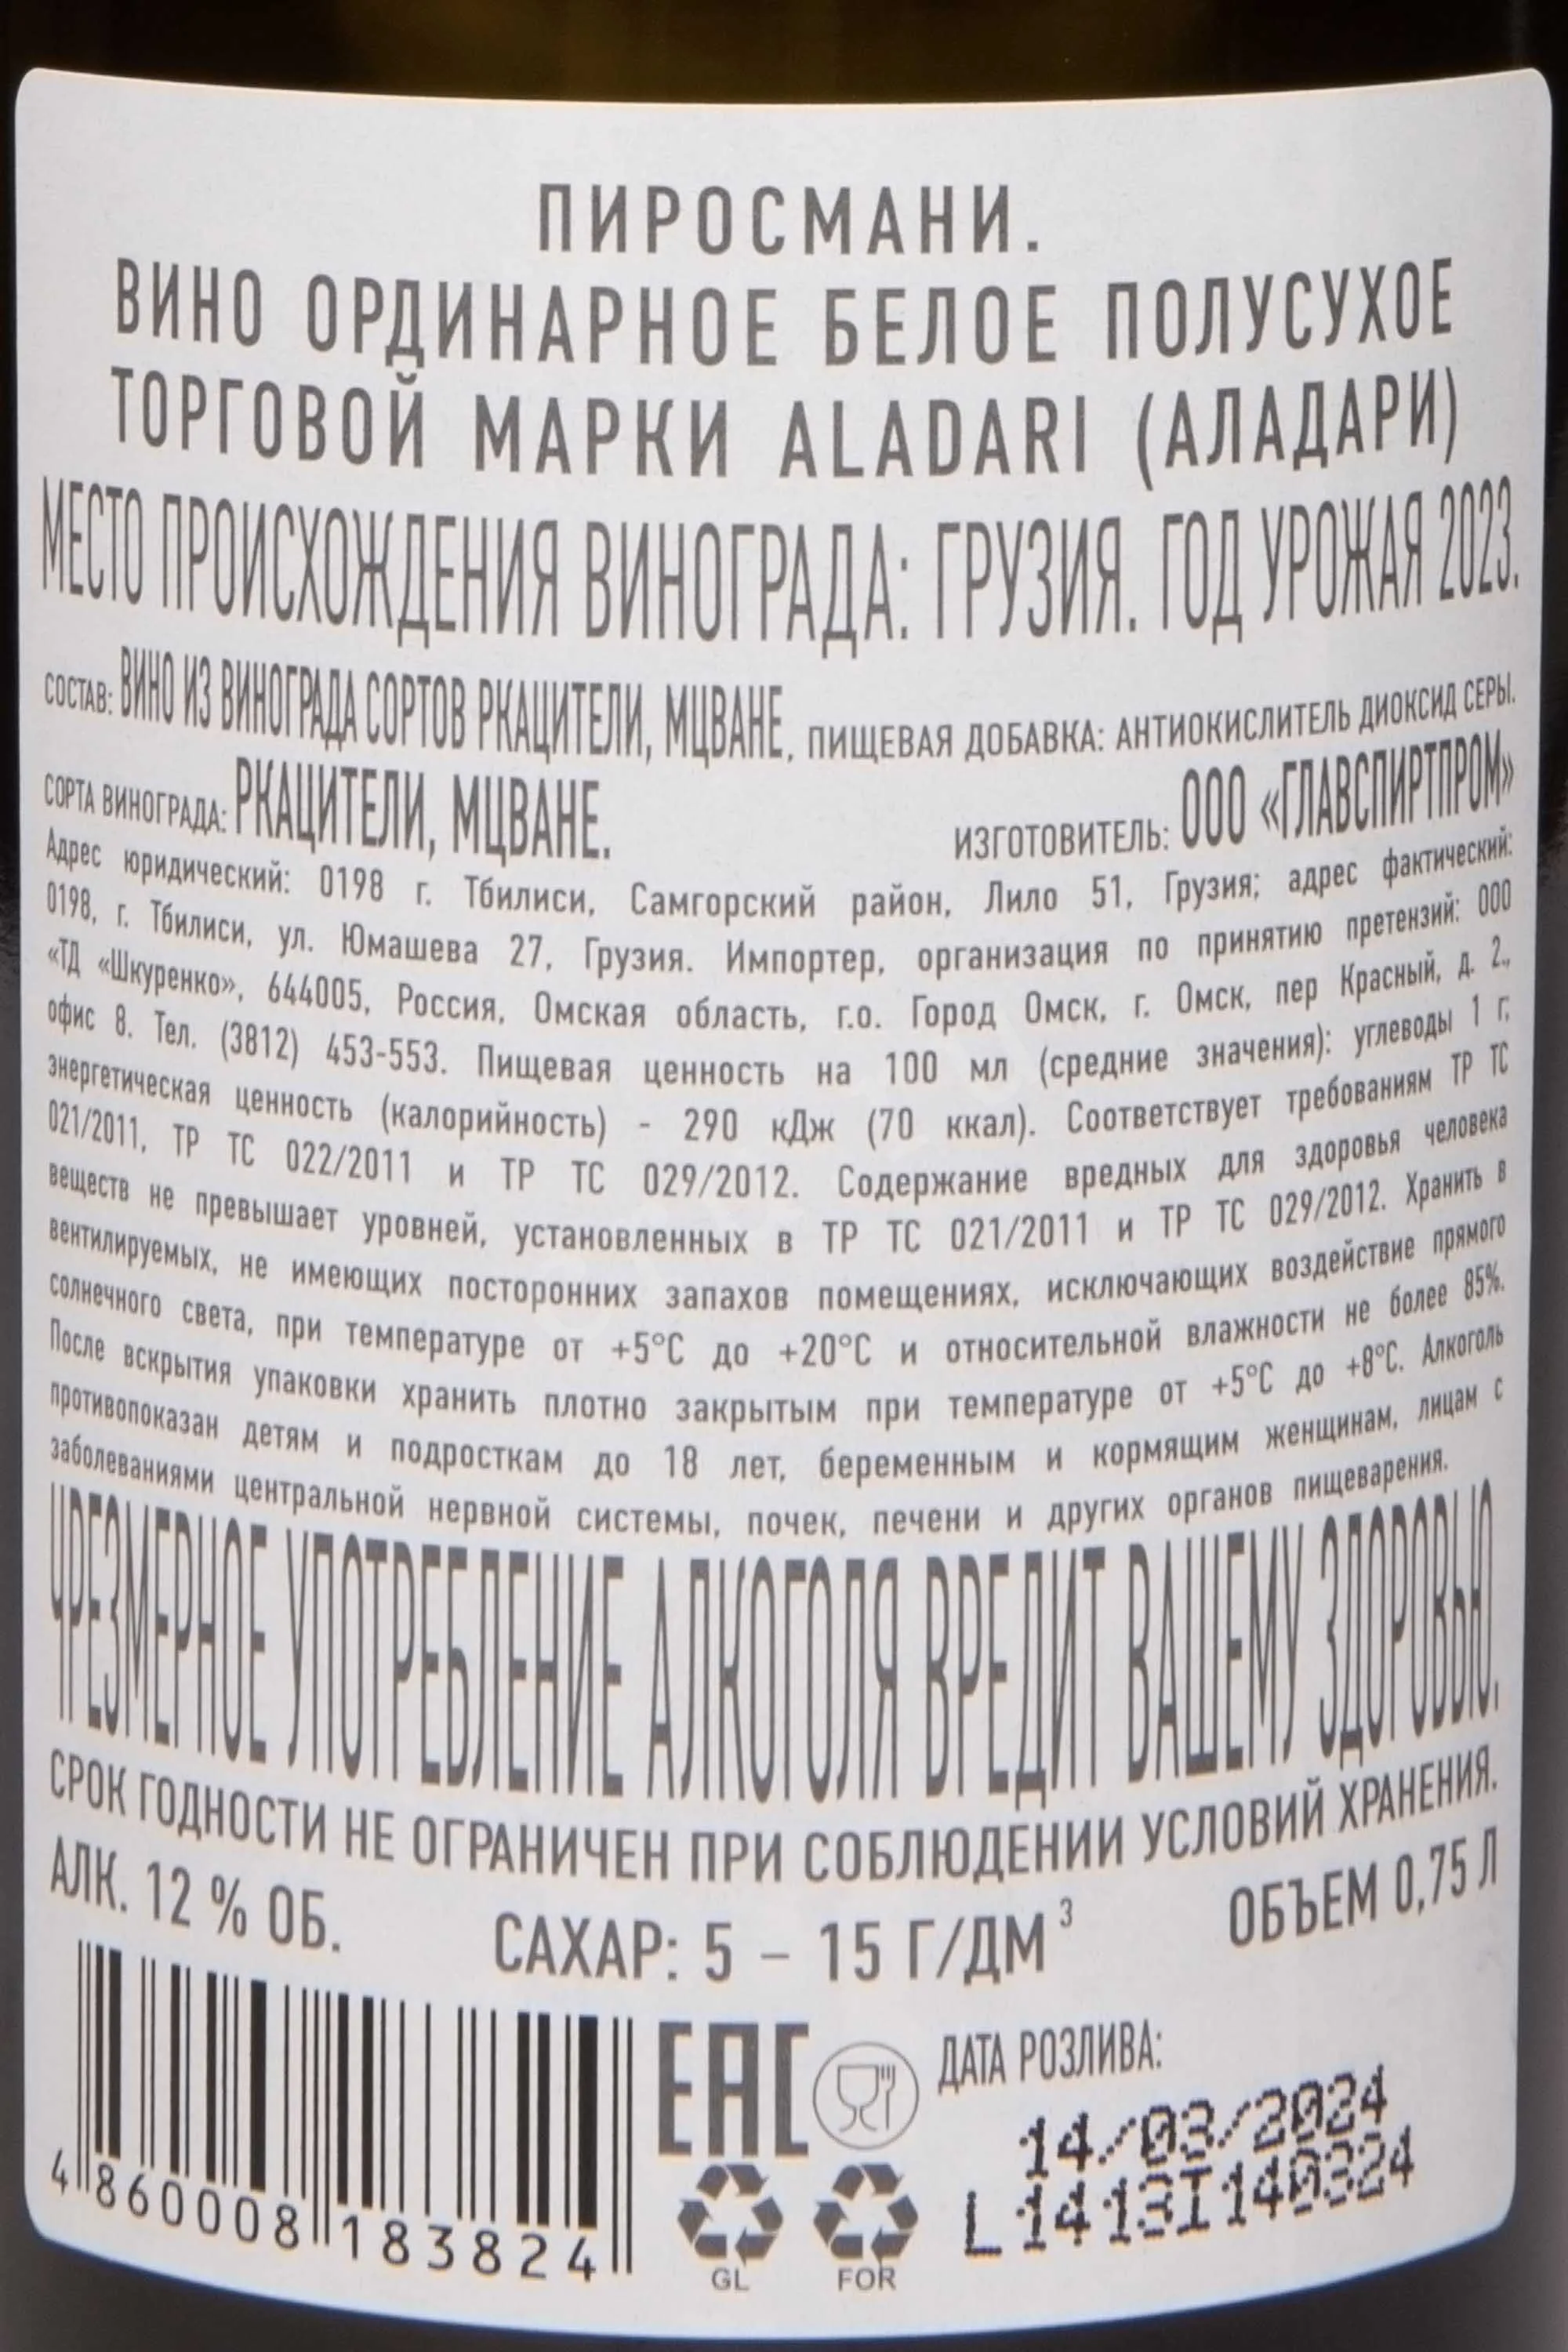 ПИРОСМАНИ.
ВИНО ОРДИНАРНОЕ БЕЛОЕ ПОЛУСУХОЕ
ТОРГОВОЙ МАРКИ ALADARI (АЛАДАРИ)
МЕСТО ПРОИСХОЖДЕНИЯ ВИНОГРАДА: ГРУЗИЯ. ГОД УРОЖАЯ 2023.
СОСТАВ: ВИНО ИЗ ВИНОГРАДА СОРТОВ РКАЦИТЕЛИ, МЦВАНЕ, ПИЩЕВАЯ ДОБАВКА: АНТИОКИСЛИТЕЛЬ ДИОКСИД СЕРЫ.
СОРТА ВИНОГРАДА: РКАЦИТЕЛИ, МЦВАНЕ. ИЗГОТОВИТЕЛЬ: ООО «ГЛАВСПИРТПРОМ»
Адрес юридический: 0198 г. Тбилиси, Самгорский район, Лило 51, Грузия; адрес фактический:
0198, г. Тбилиси, ул. Юмашева 27, Грузия. Импортер, организация по принятию претензий: ООО
«ТД «Шкуренко», 644005, Россия, Омская область, г.о. Город Омск, г. Омск, пер Красный, д. 2.,
офис 8. Тел. (3812) 453-553. Пищевая ценность на 100 мл (средние значения): углеводы 1 г;
энергетическая ценность (калорийность) - 290 кДж (70 ккал). Соответствует требованиям ТР ТС
021/2011, ТР ТС 022/2011 и ТР ТС 029/2012. Содержание вредных для здоровья человека
веществ не превышает уровней, установленных в ТР ТС 021/2011 и ТР ТС 029/2012. Хранить в
вентилируемых, не имеющих посторонних запахов помещениях, исключающих воздействие прямого
солнечного света, при температуре от +5°С до +20°С и относительной влажности не более 85%.
После вскрытия упаковки хранить плотно закрытым при температуре от +5°С до +8°С. Алкоголь
противопоказан детям и подросткам до 18 лет, беременным и кормящим женщинам, лицам с
заболеваниями центральной нервной системы, почек, печени и других органов пищеварения.
ЧРЕЗМЕРНОЕ УПОТРЕБЛЕНИЕ АЛКОГОЛЯ ВРЕДИТ ВАШЕМУ ЗДОРОВЬЮ.
СРОК ГОДНОСТИ НЕ ОГРАНИЧЕН ПРИ СОБЛЮДЕНИИ УСЛОВИЙ ХРАНЕНИЯ.
АЛК. 12 % ОБ. САХАР: 5 – 15 Г/ДМ³ ОБЪЕМ 0,75 Л
EAC ДАТА РОЗЛИВА:
14/03/2024
L1413I140324
4 860008 183824
GL FOR